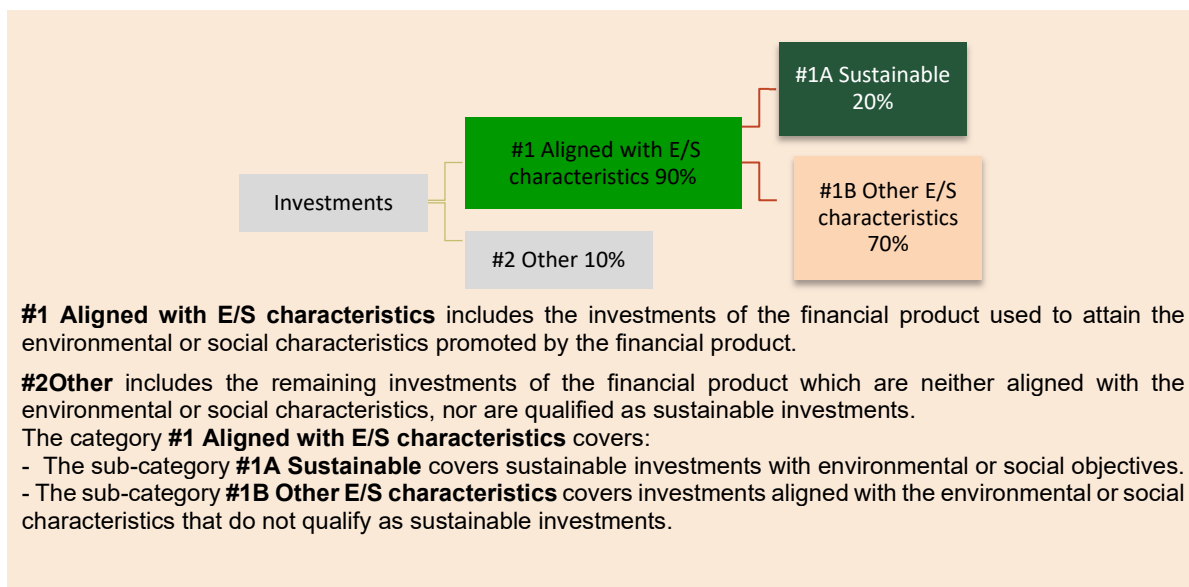 #1A Sustainable
20%
#1 Aligned with E/S
characteristics 90%
#1B Other E/S
characteristics
70%
Investments
#2 Other 10%
#1 Aligned with E/S characteristics includes the investments of the financial product used to attain the
environmental or social characteristics promoted by the financial product.
#2Other includes the remaining investments of the financial product which are neither aligned with the
environmental or social characteristics, nor are qualified as sustainable investments.
The category #1 Aligned with E/S characteristics covers:
- The sub-category #1A Sustainable covers sustainable investments with environmental or social objectives.
- The sub-category #1B Other E/S characteristics covers investments aligned with the environmental or social
characteristics that do not qualify as sustainable investments.